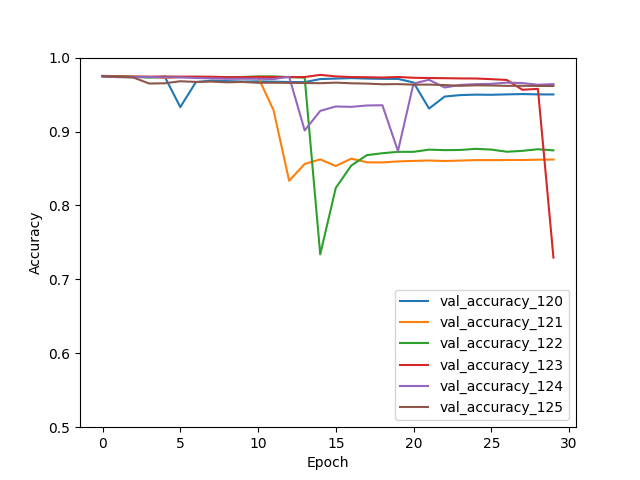 1.0
0.9
0.8
0.7
0.6
0.5
Accuracy
0
5
10
15
20
25
30
Epoch
val_accuracy_120
val_accuracy_121
val_accuracy_122
val_accuracy_123
val_accuracy_124
val_accuracy_125